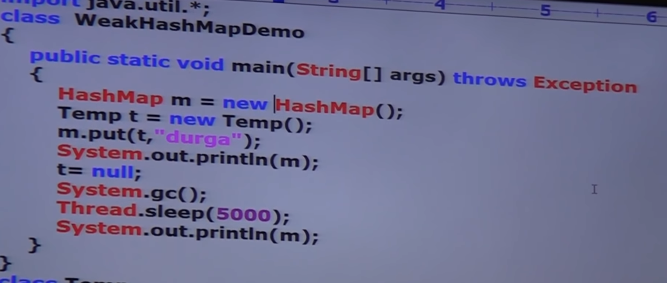 import java.util.*;
4 5 6
class WeakHashMapDemo
{
public static void main(String[] args) throws Exception
{
HashMap m = new HashMap();
Temp t = new Temp();
m.put(t,"durga");
System.out.println(m);
t= null;
System.gc();
Thread.sleep(5000);
System.out.println(m);
}
}
class